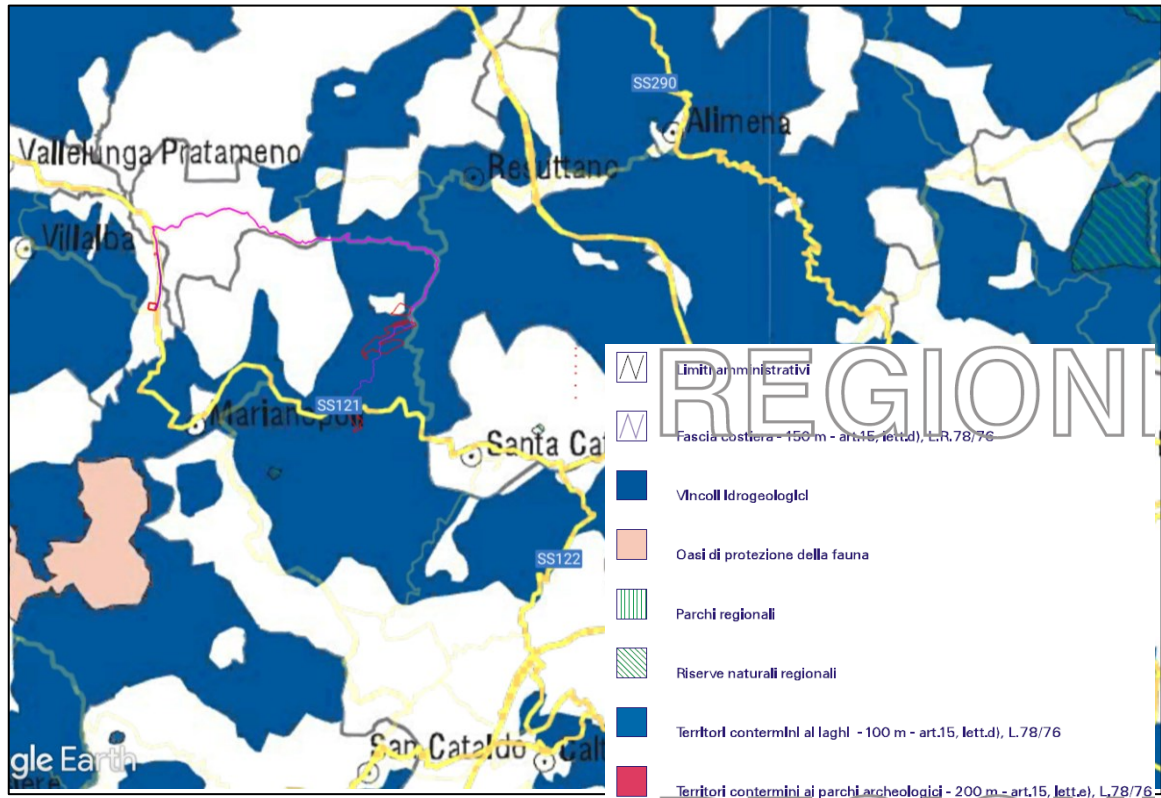 SS290
Alimena
Vallelunga Pratameno
Resuttano
Villalba
SS121
Marianopoli
Santa Cat
SS122
San Cataldo
Calt
gle Earth
REGIONI
Limiti amministrativi
Fascia costiera - 150 m - art.15, lett.d), L.R.78/76
Vincoli idrogeologici
Oasi di protezione della fauna
Parchi regionali
Riserve naturali regionali
Territori contermini ai laghi - 100 m - art.15, lett.d), L.78/76
Territori contermini ai parchi archeologici - 200 m - art.15, lett.e), L.78/76